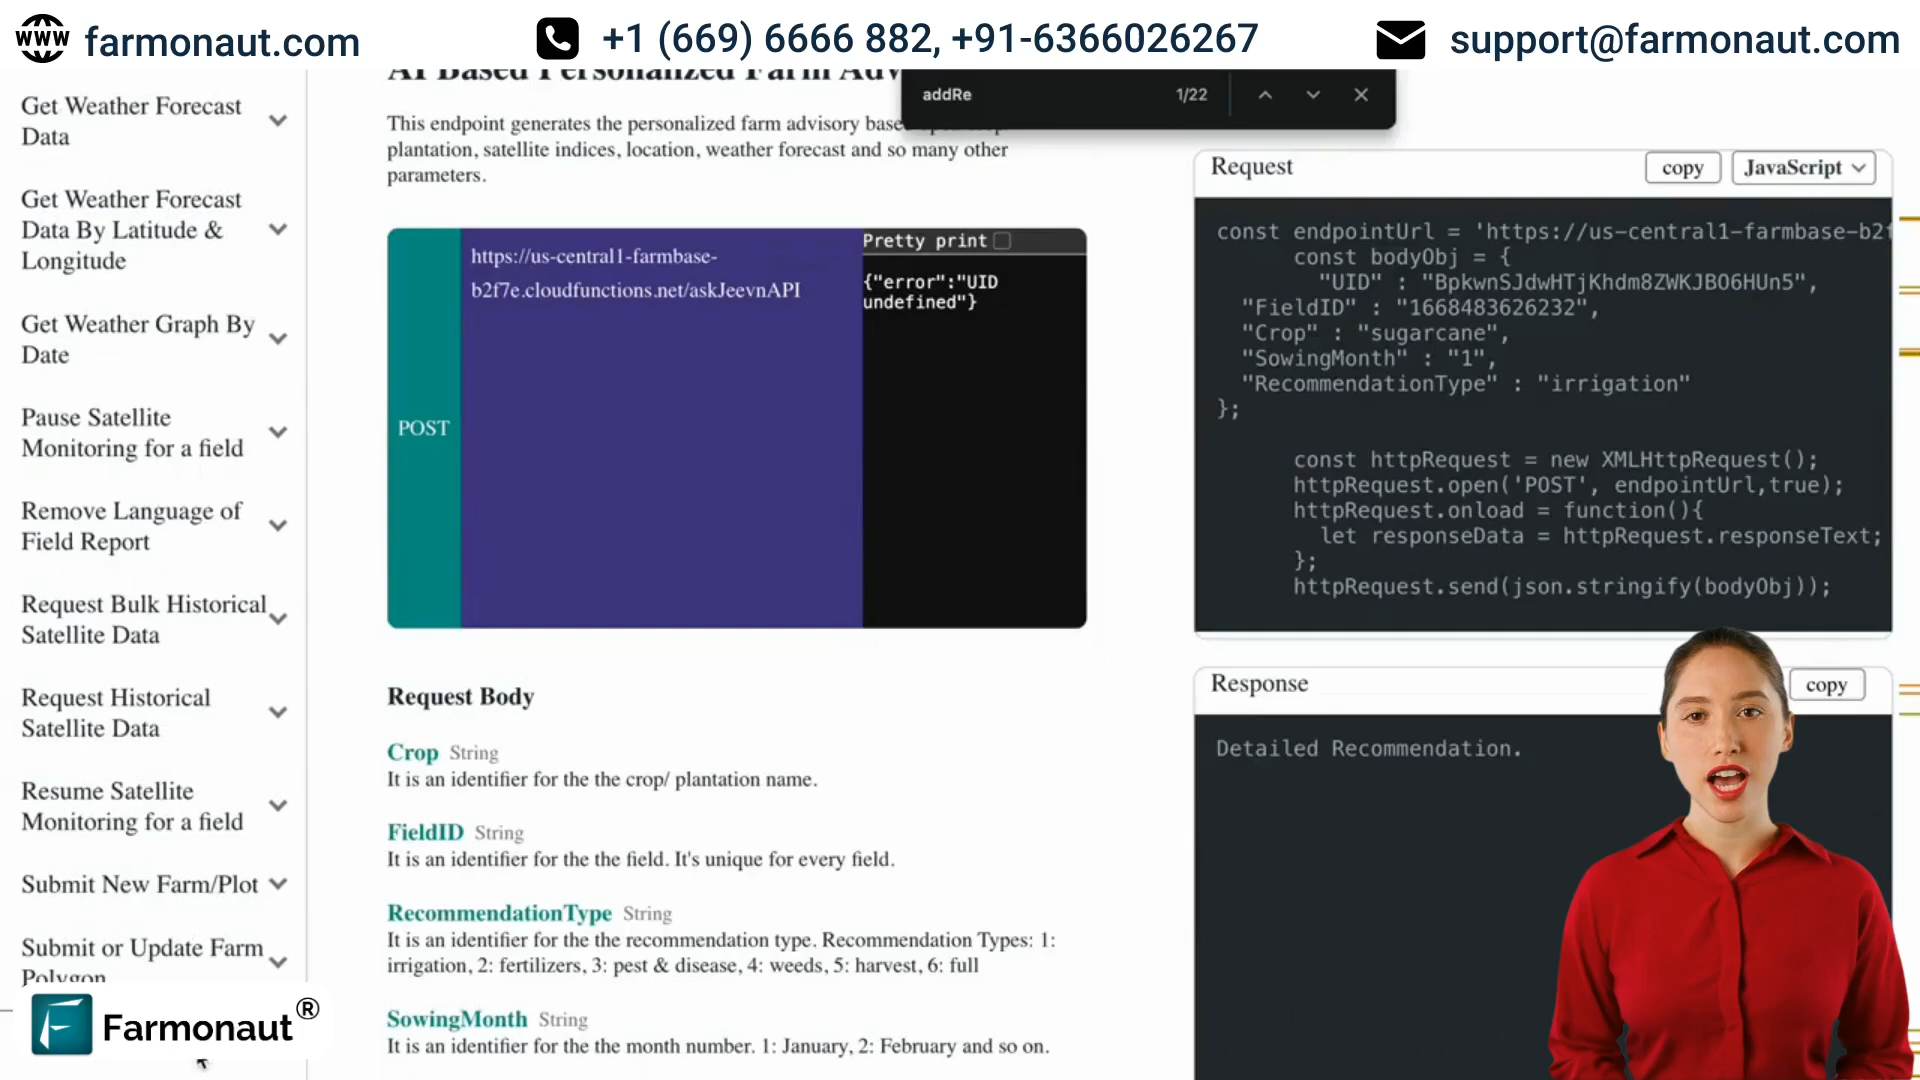 www farmonaut.com
+1 (669) 6666 882, +91-6366026267
support@farmonaut.com
Get Weather Forecast
Data
Get Weather Forecast
Data By Latitude &
Longitude
Get Weather Graph By
Date
Pause Satellite
Monitoring for a field
Remove Language of
Field Report
Request Bulk Historical
Satellite Data
Request Historical
Satellite Data
Resume Satellite
Monitoring for a field
Submit New Farm/Plot
Submit or Update Farm
Polygon
Farmonaut®
AI Based Personalized Farm Adv
addRe 1/22
This endpoint generates the personalized farm advisory based upon crop
plantation, satellite indices, location, weather forecast and so many other
parameters.
POST
https://us-central1-farmbase-
b2f7e.cloudfunctions.net/askJeevnAPI
Pretty print
{"error":"UID
undefined"}
Request Body
Crop String
It is an identifier for the the crop/ plantation name.
FieldID String
It is an identifier for the the field. It's unique for every field.
RecommendationType String
It is an identifier for the the recommendation type. Recommendation Types: 1:
irrigation, 2: fertilizers, 3: pest & disease, 4: weeds, 5: harvest, 6: full
SowingMonth String
It is an identifier for the the month number. 1: January, 2: February and so on.
Request copy JavaScript
const endpointUrl = 'https://us-central1-farmbase-b2f
const bodyObj = {
"UID" : "BpkwnSJdwHTjKhdm8ZWKJBO6HUn5",
"FieldID" : "1668483626232",
"Crop" : "sugarcane",
"SowingMonth" : "1",
"RecommendationType" : "irrigation"
};
const httpRequest = new XMLHttpRequest();
httpRequest.open('POST', endpointUrl,true);
httpRequest.onload = function(){
let responseData = httpRequest.responseText;
};
httpRequest.send(json.stringify(bodyObj));
Response copy
Detailed Recommendation.